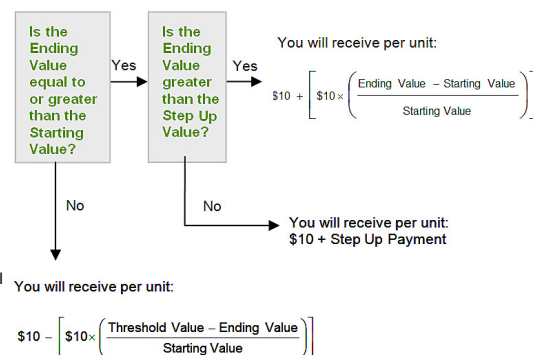 Is the
Ending
Value
equal to
or greater
than the
Starting
Value?
Yes
Is the
Ending
Value
greater
than the
Step Up
Value?
Yes
You will receive per unit:
$10 + [ $10 × ( Ending Value – Starting Value
Starting Value ) ]
No
No
You will receive per unit:
$10 + Step Up Payment
You will receive per unit:
$10 – [ $10× ( Threshold Value – Ending Value
Starting Value ) ]